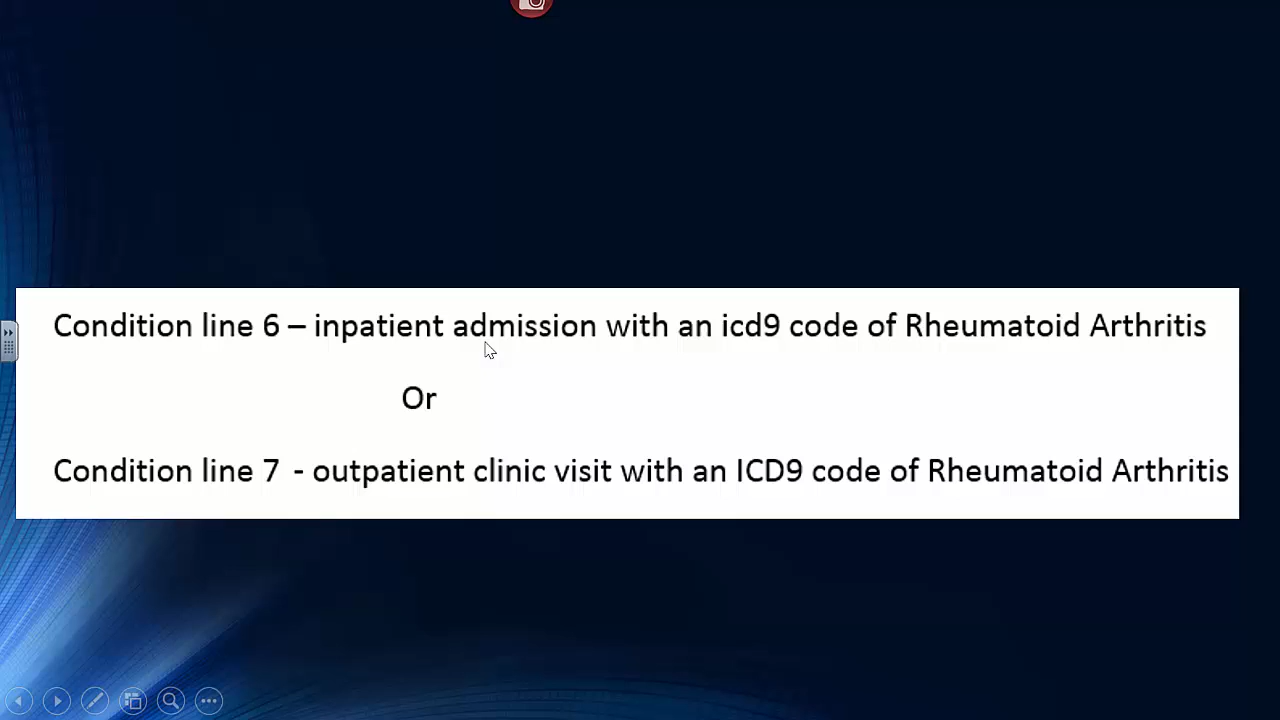 Condition line 6 – inpatient admission with an icd9 code of Rheumatoid Arthritis
Or
Condition line 7 - outpatient clinic visit with an ICD9 code of Rheumatoid Arthritis